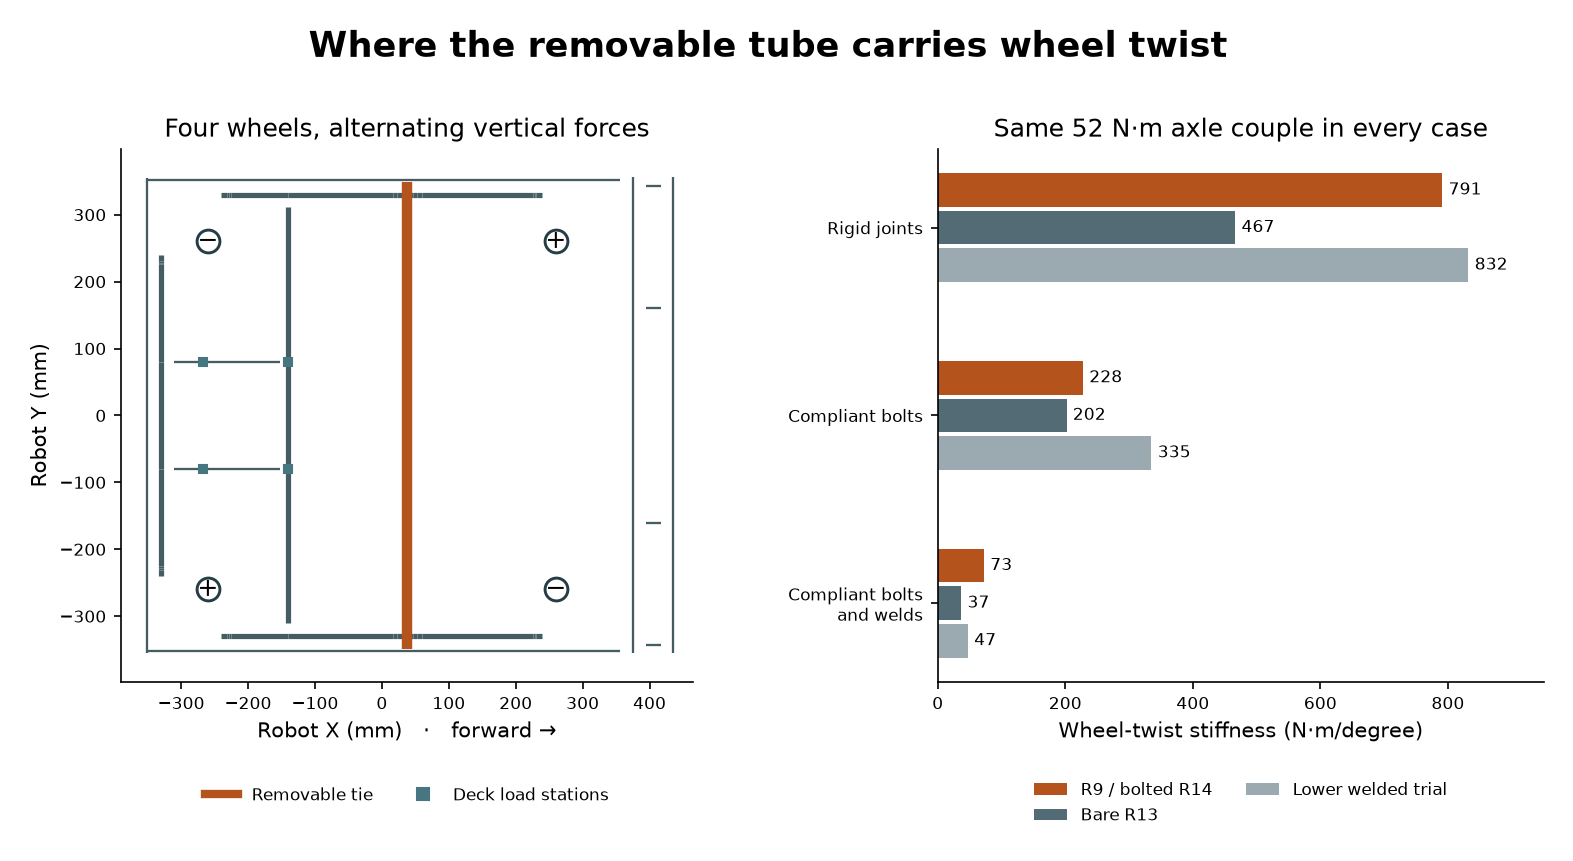 Where the removable tube carries wheel twist
Four wheels, alternating vertical forces
Robot Y (mm)
300
200
100
0
−100
−200
−300
−
+
+
−
−300
−200
−100
0
100
200
300
400
Robot X (mm) · forward →
Removable tie
Deck load stations
Same 52 N·m axle couple in every case
Rigid joints
791
467
832
Compliant bolts
228
202
335
Compliant bolts
and welds
73
37
47
0
200
400
600
800
Wheel-twist stiffness (N·m/degree)
R9 / bolted R14
Bare R13
Lower welded trial